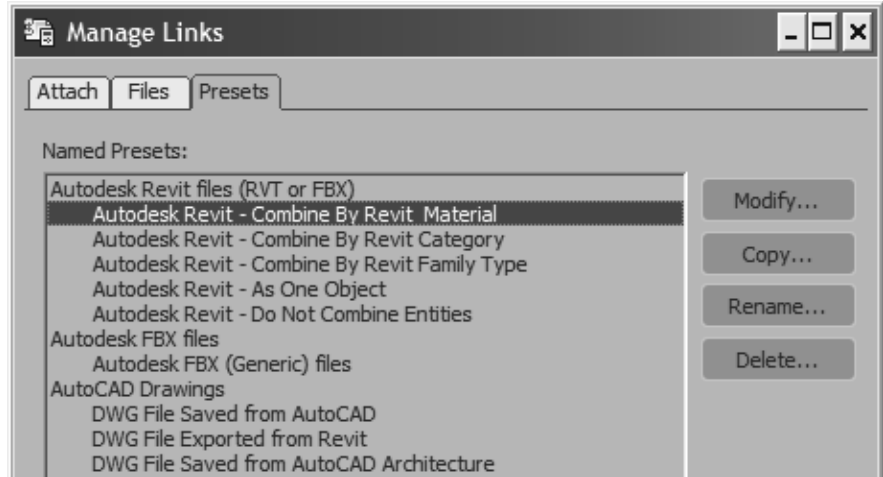 Manage Links
Attach Files Presets
Named Presets:
Autodesk Revit files (RVT or FBX)
Autodesk Revit - Combine By Revit Material
Autodesk Revit - Combine By Revit Category
Autodesk Revit - Combine By Revit Family Type
Autodesk Revit - As One Object
Autodesk Revit - Do Not Combine Entities
Autodesk FBX files
Autodesk FBX (Generic) files
AutoCAD Drawings
DWG File Saved from AutoCAD
DWG File Exported from Revit
DWG File Saved from AutoCAD Architecture
Modify...
Copy...
Rename...
Delete...